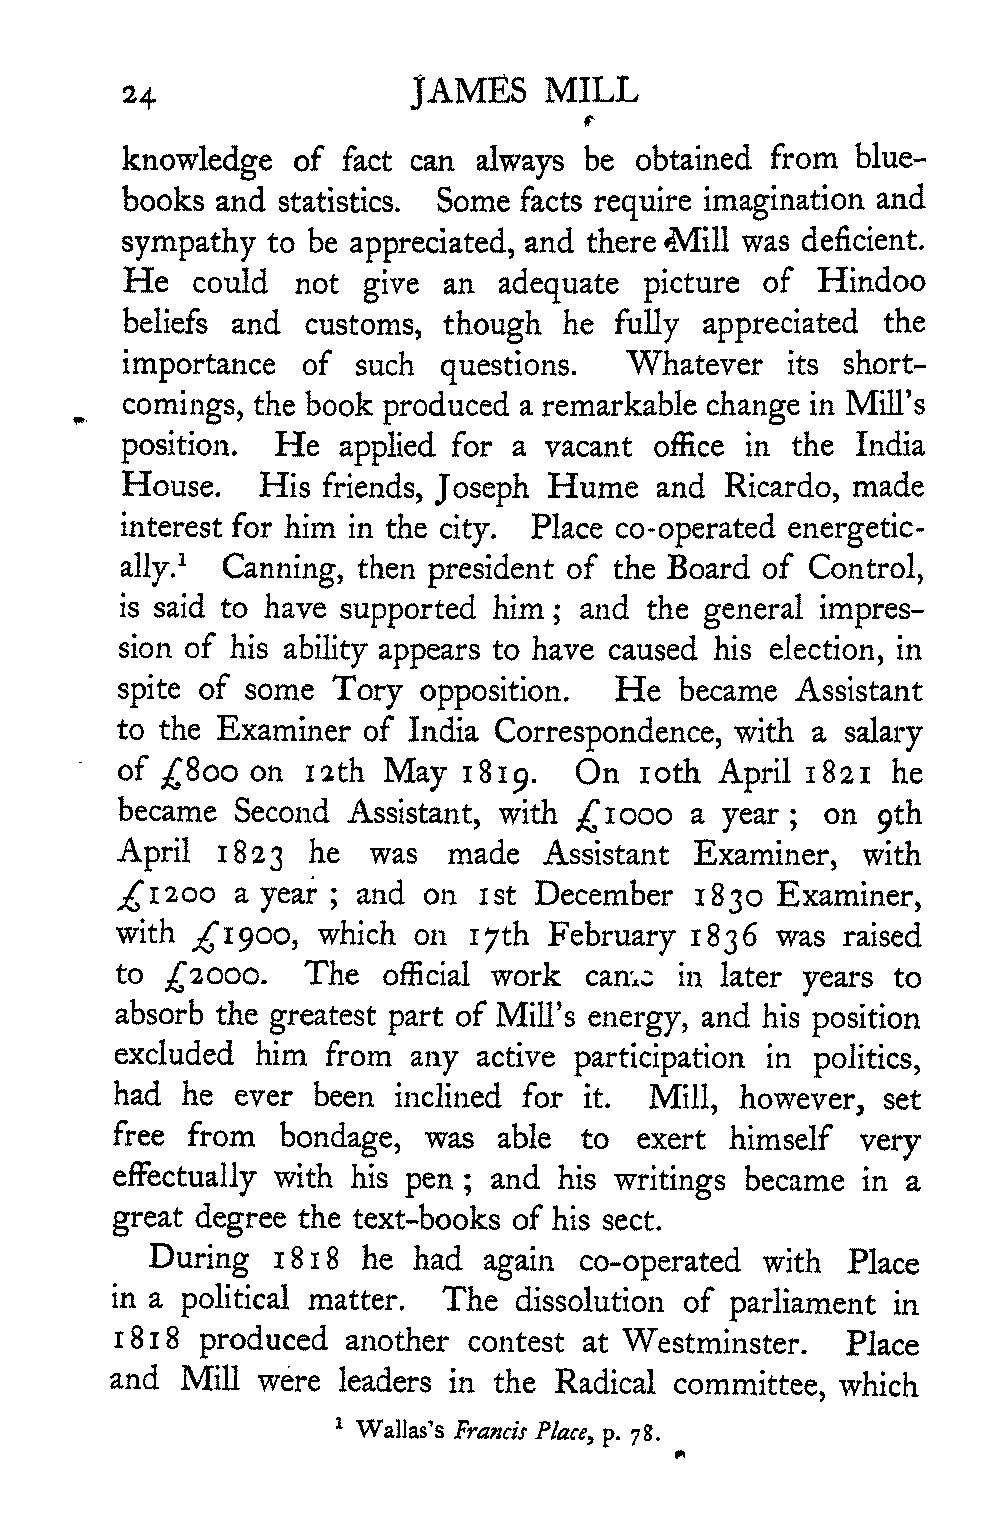 24 JAMES MILL
knowledge of fact can always be obtained from blue-
books and statistics. Some facts require imagination and
sympathy to be appreciated, and there Mill was deficient.
He could not give an adequate picture of Hindoo
beliefs and customs, though he fully appreciated the
importance of such questions. Whatever its short-
comings, the book produced a remarkable change in Mill's
position. He applied for a vacant office in the India
House. His friends, Joseph Hume and Ricardo, made
interest for him in the city. Place co-operated energetic-
ally.¹ Canning, then president of the Board of Control,
is said to have supported him ; and the general impres-
sion of his ability appears to have caused his election, in
spite of some Tory opposition. He became Assistant
to the Examiner of India Correspondence, with a salary
of £800 on 12th May 1819. On 10th April 1821 he
became Second Assistant, with £1000 a year ; on 9th
April 1823 he was made Assistant Examiner, with
£1200 a year ; and on 1st December 1830 Examiner,
with £1900, which on 17th February 1836 was raised
to £2000. The official work came in later years to
absorb the greatest part of Mill's energy, and his position
excluded him from any active participation in politics,
had he ever been inclined for it. Mill, however, set
free from bondage, was able to exert himself very
effectually with his pen ; and his writings became in a
great degree the text-books of his sect.
During 1818 he had again co-operated with Place
in a political matter. The dissolution of parliament in
1818 produced another contest at Westminster. Place
and Mill were leaders in the Radical committee, which
¹ Wallas's Francis Place, p. 78.